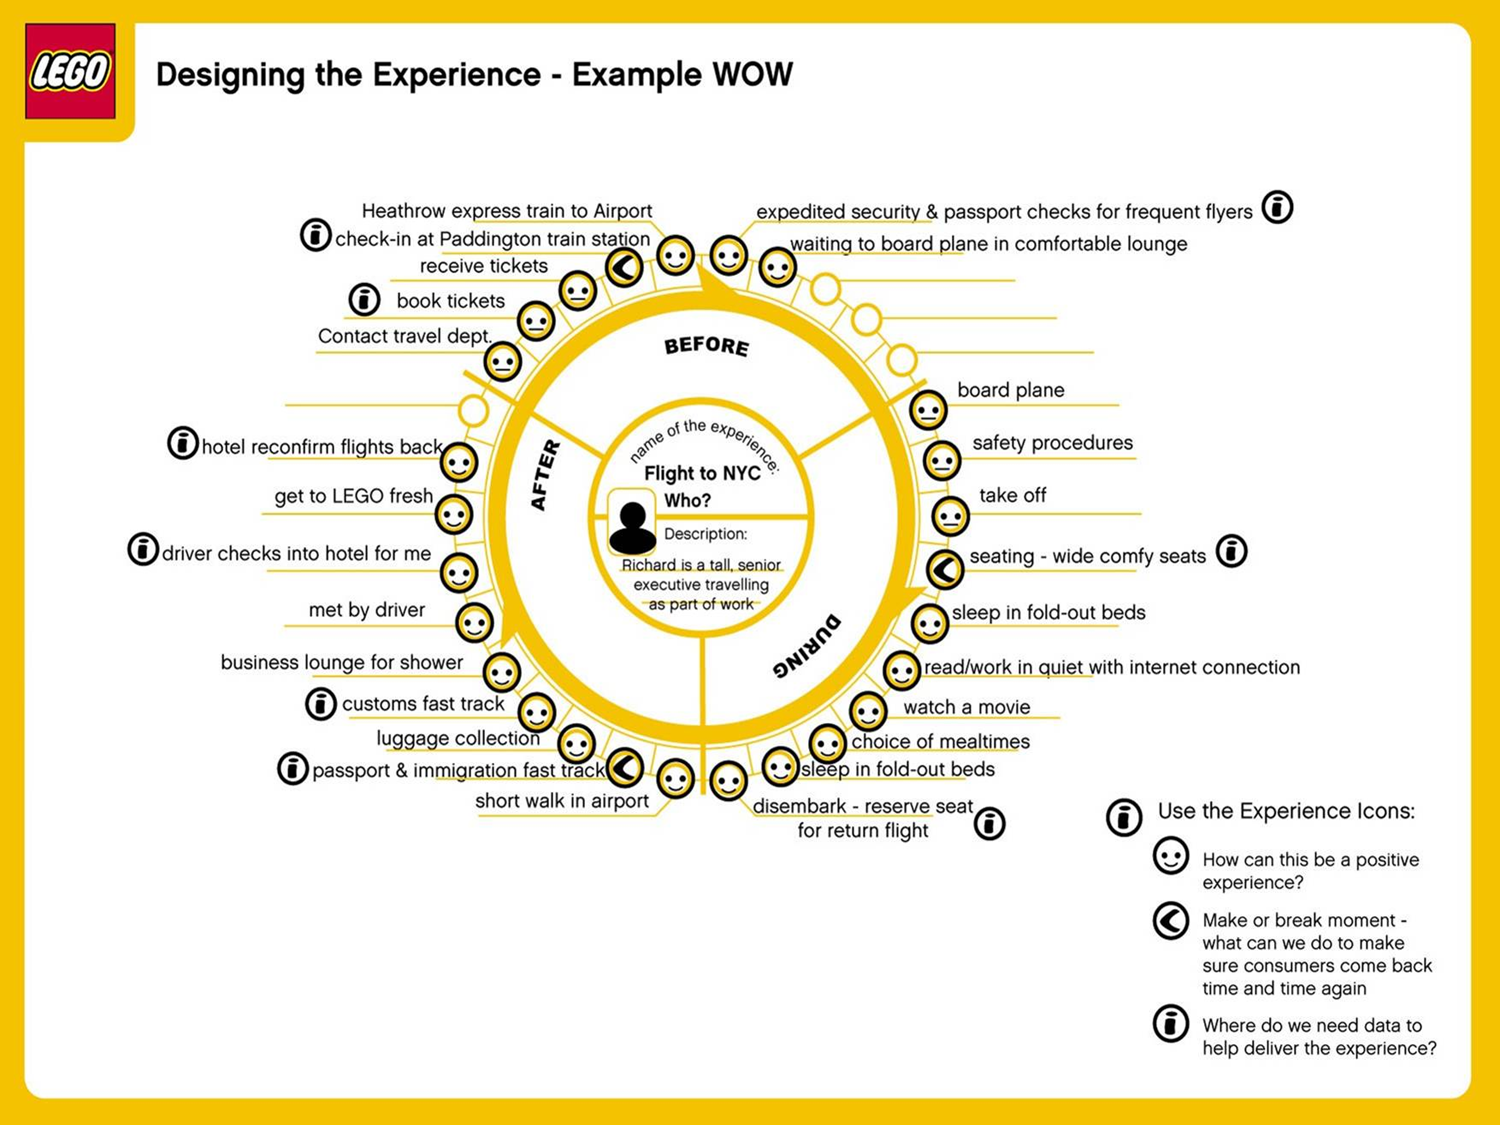 LEGO
Designing the Experience - Example WOW
Heathrow express train to Airport
check-in at Paddington train station
receive tickets
book tickets
Contact travel dept.
expedited security & passport checks for frequent flyers
waiting to board plane in comfortable lounge
board plane
safety procedures
take off
seating - wide comfy seats
sleep in fold-out beds
read/work in quiet with internet connection
watch a movie
choice of mealtimes
sleep in fold-out beds
disembark - reserve seat
for return flight
hotel reconfirm flights back
get to LEGO fresh
driver checks into hotel for me
met by driver
business lounge for shower
customs fast track
luggage collection
passport & immigration fast track
short walk in airport
BEFORE
AFTER
DURING
name of the experience:
Flight to NYC
Who?
Description:
Richard is a tall, senior
executive travelling
as part of work
Use the Experience Icons:
How can this be a positive
experience?
Make or break moment -
what can we do to make
sure consumers come back
time and time again
Where do we need data to
help deliver the experience?